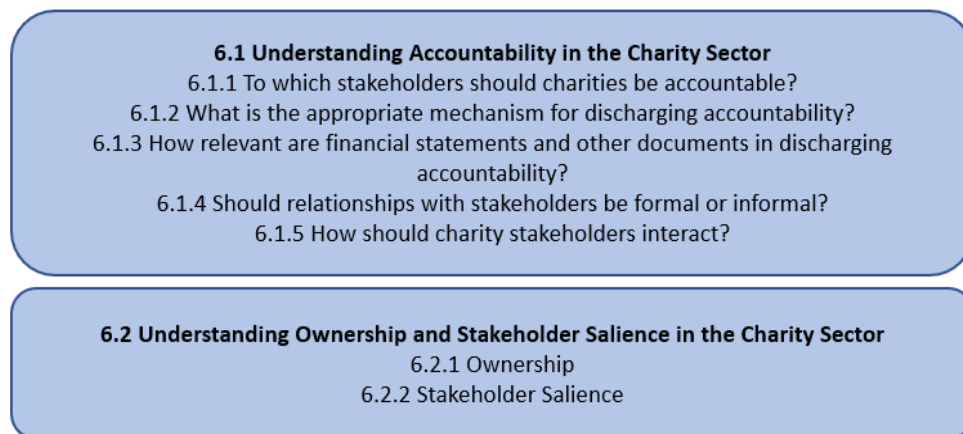 6.1 Understanding Accountability in the Charity Sector
6.1.1 To which stakeholders should charities be accountable?
6.1.2 What is the appropriate mechanism for discharging accountability?
6.1.3 How relevant are financial statements and other documents in discharging
accountability?
6.1.4 Should relationships with stakeholders be formal or informal?
6.1.5 How should charity stakeholders interact?
6.2 Understanding Ownership and Stakeholder Salience in the Charity Sector
6.2.1 Ownership
6.2.2 Stakeholder Salience